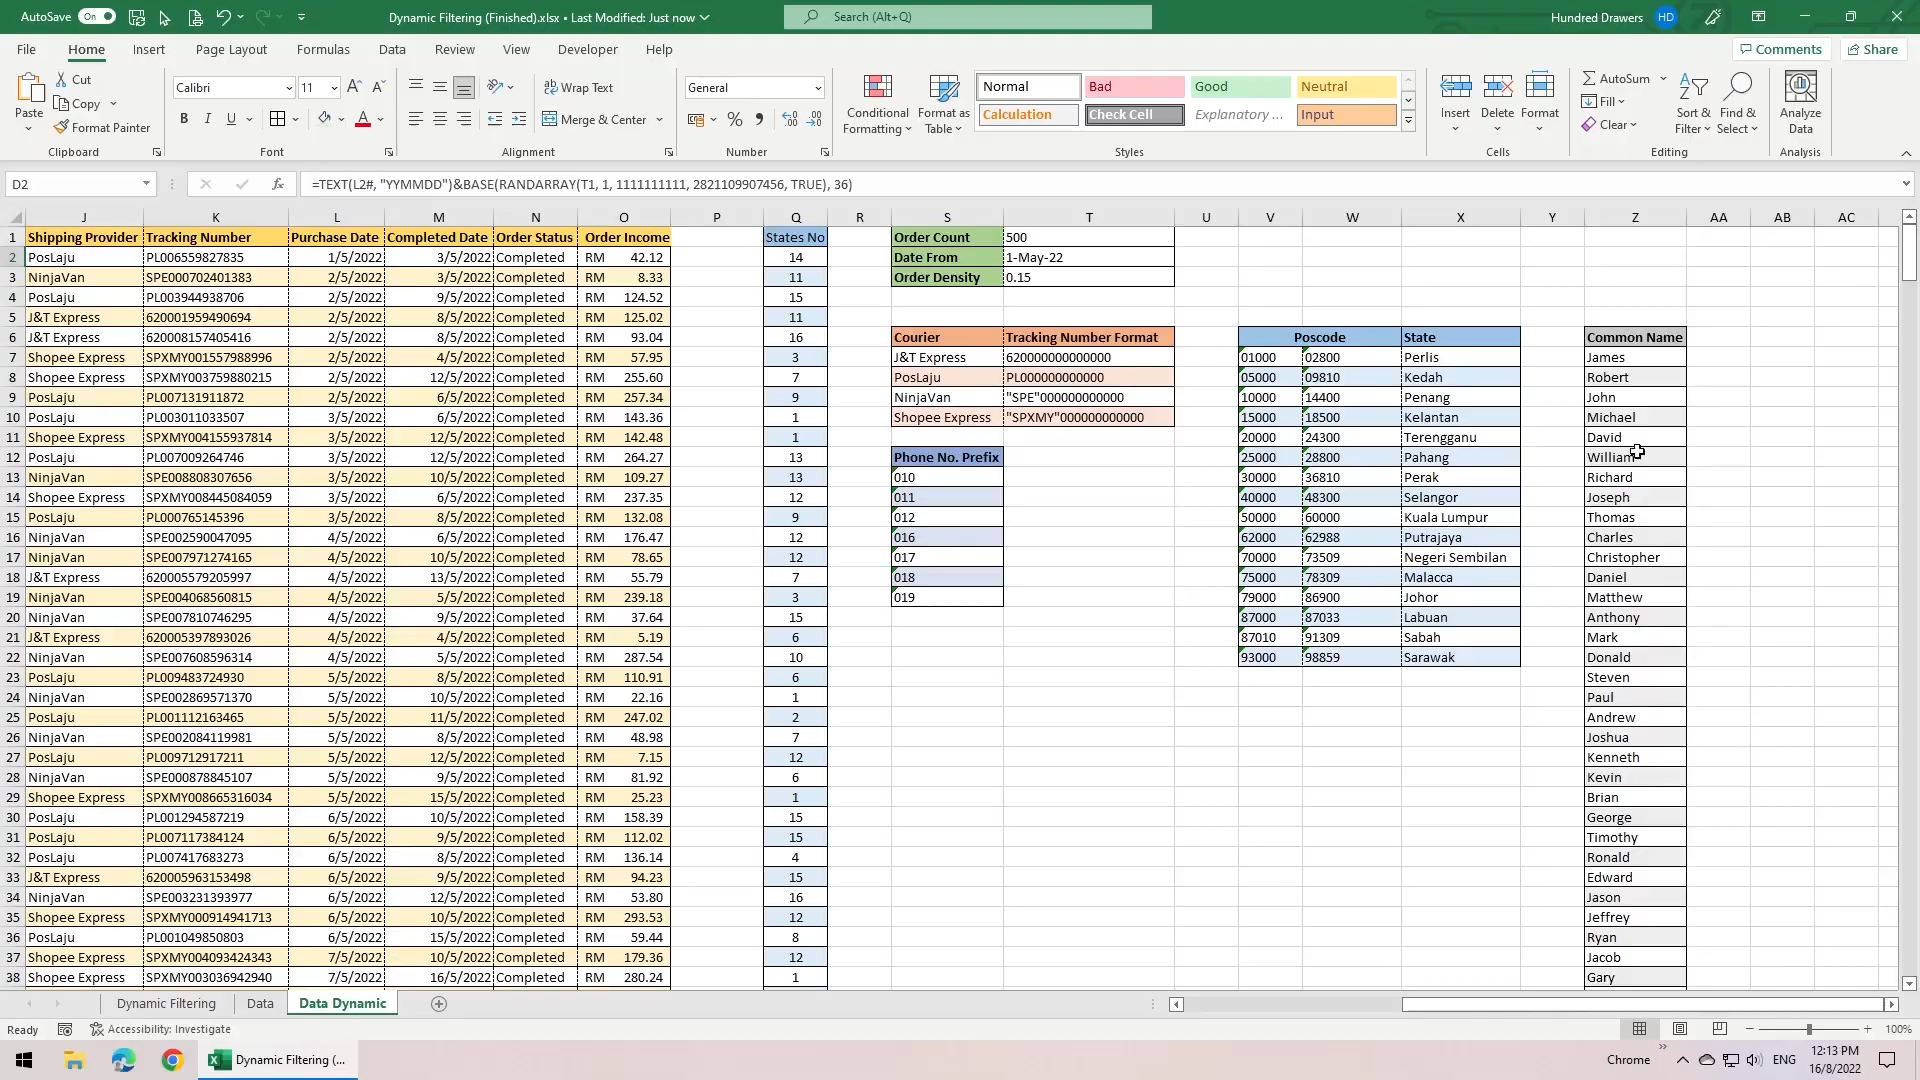 AutoSave On Dynamic Filtering (Finished).xlsx • Last Modified: Just now Search (Alt+Q) Hundred Drawers HD
File Home Insert Page Layout Formulas Data Review View Developer Help Comments Share
Paste Cut Copy Format Painter
Calibri 11
B I U
Wrap Text
Merge & Center
General
Conditional Formatting Format as Table
Normal Bad Good Neutral
Calculation Check Cell Explanatory ... Input
Insert Delete Format
AutoSum Fill Clear
Sort & Filter Find & Select Analyze Data
Clipboard Font Alignment Number Styles Cells Editing Analysis
D2 fx =TEXT(L2#, "YYMMDD")&BASE(RANDARRAY(T1, 1, 1111111111, 2821109907456, TRUE), 36)
J K L M N O P Q R S T U V W X Y Z AA AB AC
1 Shipping Provider Tracking Number Purchase Date Completed Date Order Status Order Income States No Order Count 500
2 PosLaju PL006559827835 1/5/2022 3/5/2022 Completed RM 42.12 14 Date From 1-May-22
3 NinjaVan SPE000702401383 2/5/2022 3/5/2022 Completed RM 8.33 11 Order Density 0.15
4 PosLaju PL003944938706 2/5/2022 9/5/2022 Completed RM 124.52 15
5 J&T Express 620001959490694 2/5/2022 8/5/2022 Completed RM 125.02 11
6 J&T Express 620008157405416 2/5/2022 8/5/2022 Completed RM 93.04 16 Courier Tracking Number Format Poscode State Common Name
7 Shopee Express SPXMY001557988996 2/5/2022 4/5/2022 Completed RM 57.95 3 J&T Express 620000000000000 01000 02800 Perlis James
8 Shopee Express SPXMY003759880215 2/5/2022 12/5/2022 Completed RM 255.60 7 PosLaju PL000000000000 05000 09810 Kedah Robert
9 PosLaju PL007131911872 2/5/2022 6/5/2022 Completed RM 257.34 9 NinjaVan "SPE"000000000000 10000 14400 Penang John
10 PosLaju PL003011033507 3/5/2022 6/5/2022 Completed RM 143.36 1 Shopee Express "SPXMY"000000000000 15000 18500 Kelantan Michael
11 Shopee Express SPXMY004155937814 3/5/2022 12/5/2022 Completed RM 142.48 1 20000 24300 Terengganu David
12 PosLaju PL007009264746 3/5/2022 12/5/2022 Completed RM 264.27 13 Phone No. Prefix 25000 28800 Pahang William
13 NinjaVan SPE008808307656 3/5/2022 10/5/2022 Completed RM 109.27 13 010 30000 36810 Perak Richard
14 Shopee Express SPXMY008445084059 3/5/2022 6/5/2022 Completed RM 237.35 12 011 40000 48300 Selangor Joseph
15 PosLaju PL000765145396 3/5/2022 8/5/2022 Completed RM 132.08 9 012 50000 60000 Kuala Lumpur Thomas
16 NinjaVan SPE002590047095 4/5/2022 6/5/2022 Completed RM 176.47 12 016 62000 62988 Putrajaya Charles
17 NinjaVan SPE007971274165 4/5/2022 10/5/2022 Completed RM 78.65 12 017 70000 73509 Negeri Sembilan Christopher
18 J&T Express 620005579205997 4/5/2022 13/5/2022 Completed RM 55.79 7 018 75000 78309 Malacca Daniel
19 NinjaVan SPE004068560815 4/5/2022 5/5/2022 Completed RM 239.18 3 019 79000 86900 Johor Matthew
20 NinjaVan SPE007810746295 4/5/2022 9/5/2022 Completed RM 37.64 15 87000 87033 Labuan Anthony
21 J&T Express 620005397893026 4/5/2022 4/5/2022 Completed RM 5.19 6 87010 91309 Sabah Mark
22 NinjaVan SPE007608596314 4/5/2022 5/5/2022 Completed RM 287.54 10 93000 98859 Sarawak Donald
23 PosLaju PL009483724930 5/5/2022 8/5/2022 Completed RM 110.91 6 Steven
24 NinjaVan SPE002869571370 5/5/2022 10/5/2022 Completed RM 22.16 1 Paul
25 PosLaju PL001112163465 5/5/2022 11/5/2022 Completed RM 247.02 2 Andrew
26 NinjaVan SPE002084119981 5/5/2022 8/5/2022 Completed RM 48.98 7 Joshua
27 PosLaju PL009712917211 5/5/2022 12/5/2022 Completed RM 7.15 12 Kenneth
28 NinjaVan SPE000878845107 5/5/2022 9/5/2022 Completed RM 81.92 6 Kevin
29 Shopee Express SPXMY008665316034 5/5/2022 15/5/2022 Completed RM 25.23 1 Brian
30 PosLaju PL001294587219 6/5/2022 10/5/2022 Completed RM 158.39 15 George
31 PosLaju PL007117384124 6/5/2022 9/5/2022 Completed RM 112.02 15 Timothy
32 PosLaju PL007417683273 6/5/2022 8/5/2022 Completed RM 136.14 4 Ronald
33 J&T Express 620005963153498 6/5/2022 9/5/2022 Completed RM 94.23 15 Edward
34 NinjaVan SPE003231393977 6/5/2022 12/5/2022 Completed RM 53.80 16 Jason
35 Shopee Express SPXMY000914941713 6/5/2022 10/5/2022 Completed RM 293.53 12 Jeffrey
36 PosLaju PL001049850803 6/5/2022 15/5/2022 Completed RM 59.44 8 Ryan
37 Shopee Express SPXMY004093424343 7/5/2022 10/5/2022 Completed RM 179.36 12 Jacob
38 Shopee Express SPXMY003036942940 7/5/2022 16/5/2022 Completed RM 280.24 1 Gary
Dynamic Filtering Data Data Dynamic
Ready Accessibility: Investigate 100%
Dynamic Filtering (... Chrome ENG 12:13 PM
16/8/2022